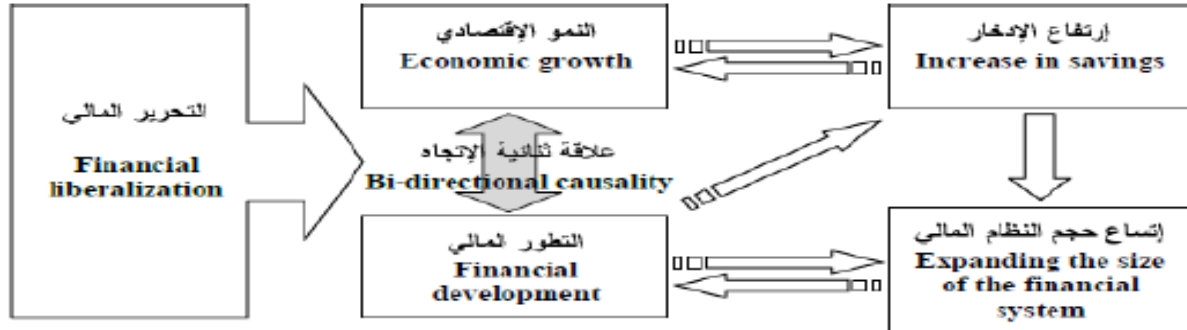 التحرير المالي
Financial
liberalization
النمو الإقتصادي
Economic growth
علاقة ثنائية الإتجاه
Bi-directional causality
التطور المالي
Financial
development
إرتفاع الإدخار
Increase in savings
إتساع حجم النظام المالي
Expanding the size
of the financial
system